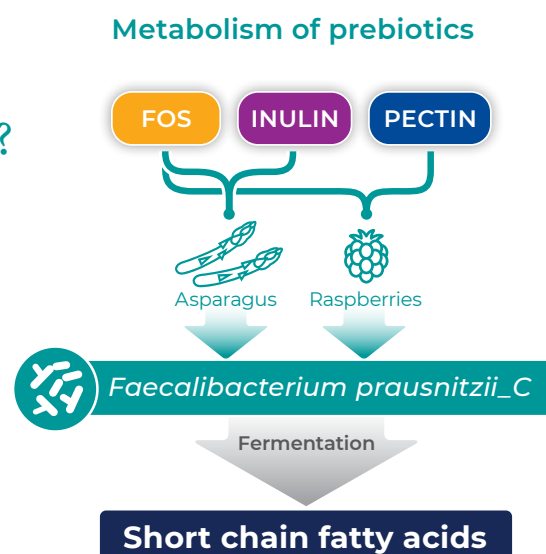 Metabolism of prebiotics
?
FOS INULIN PECTIN
Asparagus Raspberries
Faecalibacterium prausnitzii_C
Fermentation
Short chain fatty acids